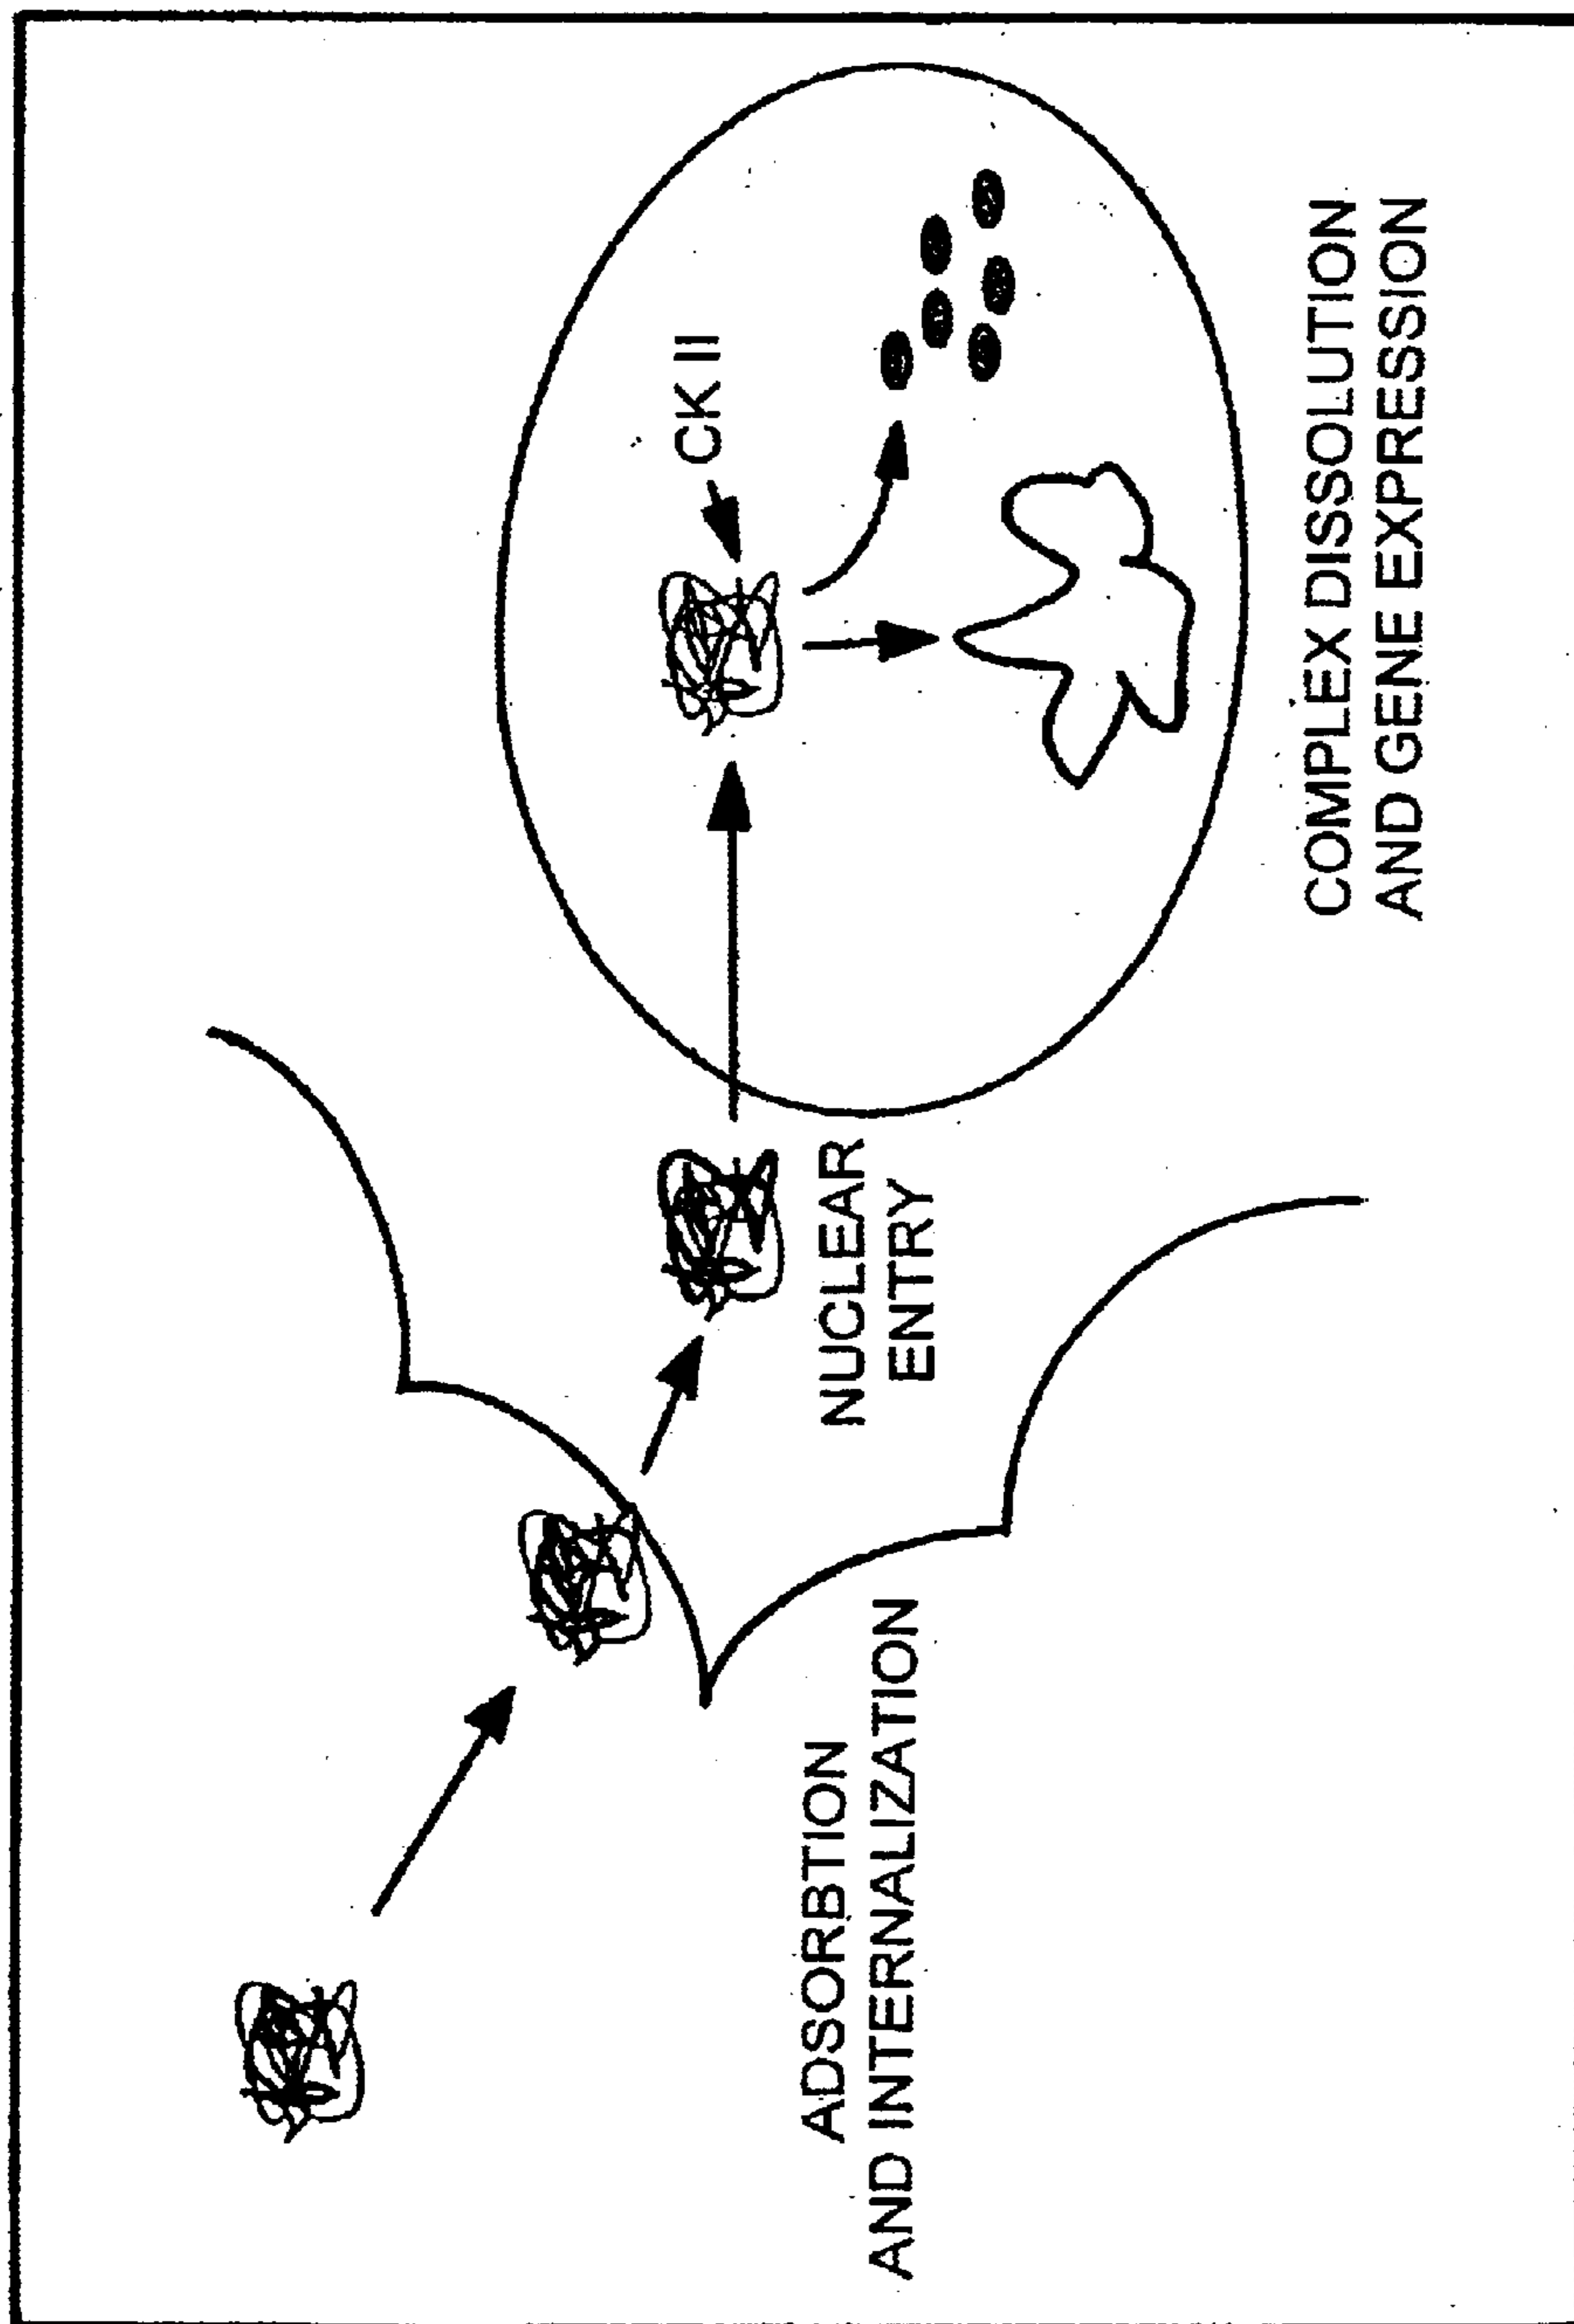 ADSORBTION
AND INTERNALIZATION
NUCLEAR
ENTRY
CK II
COMPLEX DISSOLUTION
AND GENE EXPRESSION